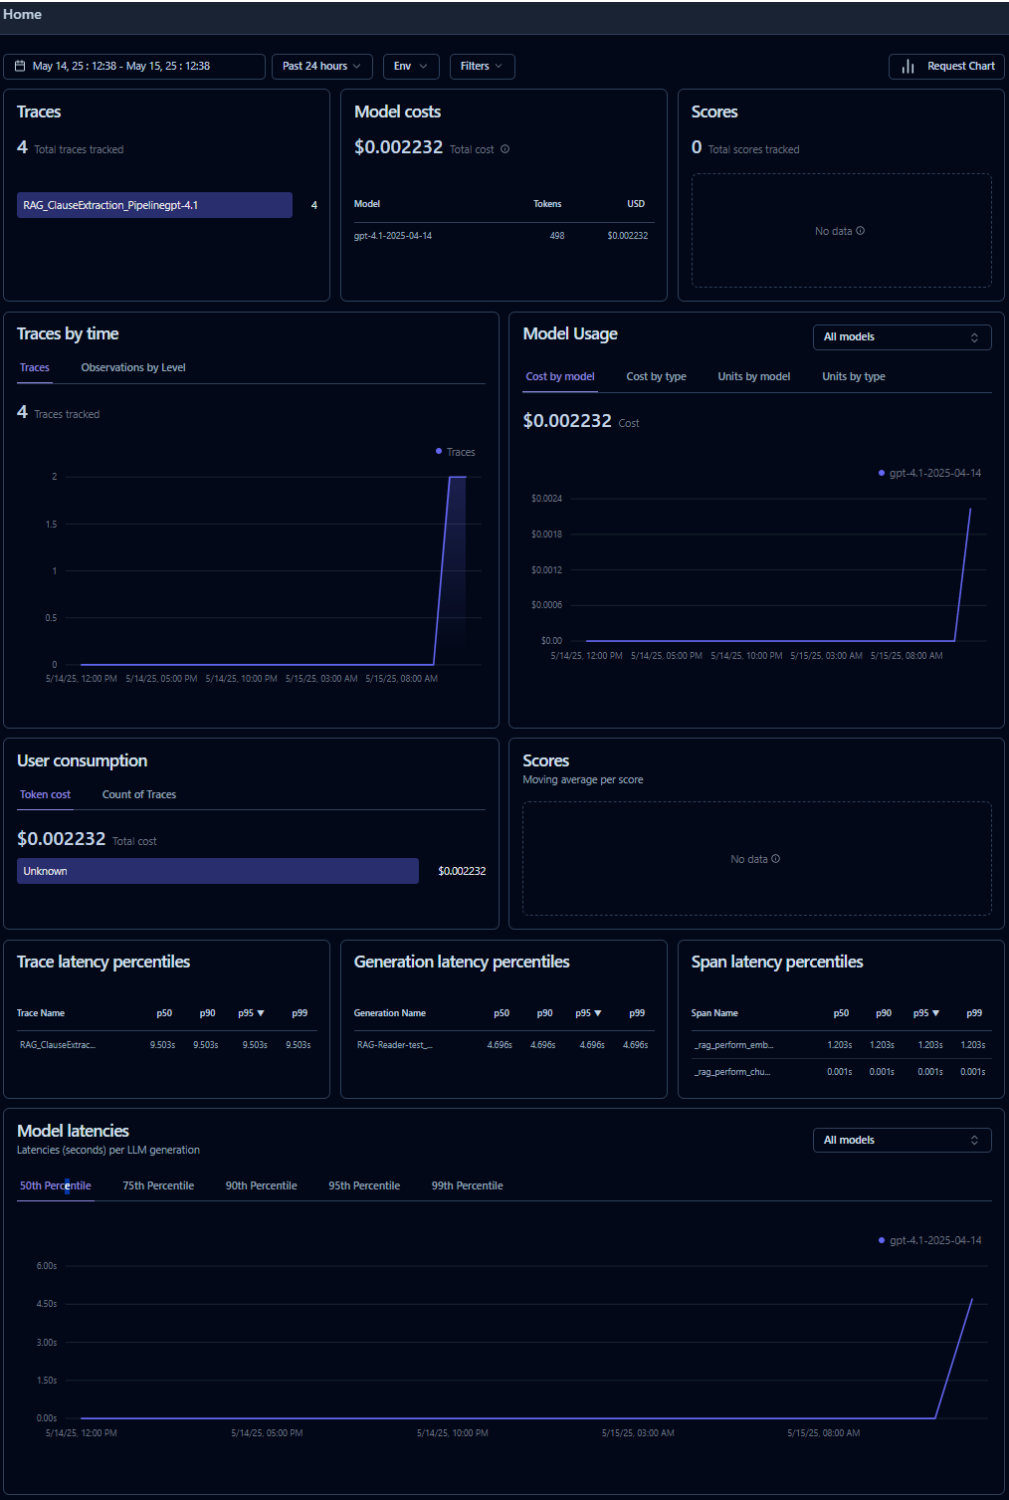 Home
May 14, 25 : 12:38 - May 15, 25 : 12:38 Past 24 hours Env Filters Request Chart
Traces
4 Total traces tracked
RAG_ClauseExtraction_Pipelinegpt-4.1 4
Model costs
$0.002232 Total cost
Model Tokens USD
gpt-4.1-2025-04-14 498 $0.002232
Scores
0 Total scores tracked
No data
Traces by time
Traces Observations by Level
4 Traces tracked
Traces
2
1.5
1
0.5
0
5/14/25, 12:00 PM 5/14/25, 05:00 PM 5/14/25, 10:00 PM 5/15/25, 03:00 AM 5/15/25, 08:00 AM
Model Usage
All models
Cost by model Cost by type Units by model Units by type
$0.002232 Cost
gpt-4.1-2025-04-14
$0.0024
$0.0018
$0.0012
$0.0006
$0.00
5/14/25, 12:00 PM 5/14/25, 05:00 PM 5/14/25, 10:00 PM 5/15/25, 03:00 AM 5/15/25, 08:00 AM
User consumption
Token cost Count of Traces
$0.002232 Total cost
Unknown $0.002232
Scores
Moving average per score
No data
Trace latency percentiles
Trace Name p50 p90 p95 ▼ p99
RAG_ClauseExtrac... 9.503s 9.503s 9.503s 9.503s
Generation latency percentiles
Generation Name p50 p90 p95 ▼ p99
RAG-Reader-test_... 4.696s 4.696s 4.696s 4.696s
Span latency percentiles
Span Name p50 p90 p95 ▼ p99
_rag_perform_emb... 1.203s 1.203s 1.203s 1.203s
_rag_perform_chu... 0.001s 0.001s 0.001s 0.001s
Model latencies
Latencies (seconds) per LLM generation
All models
50th Percentile 75th Percentile 90th Percentile 95th Percentile 99th Percentile
gpt-4.1-2025-04-14
6.00s
4.50s
3.00s
1.50s
0.00s
5/14/25, 12:00 PM 5/14/25, 05:00 PM 5/14/25, 10:00 PM 5/15/25, 03:00 AM 5/15/25, 08:00 AM